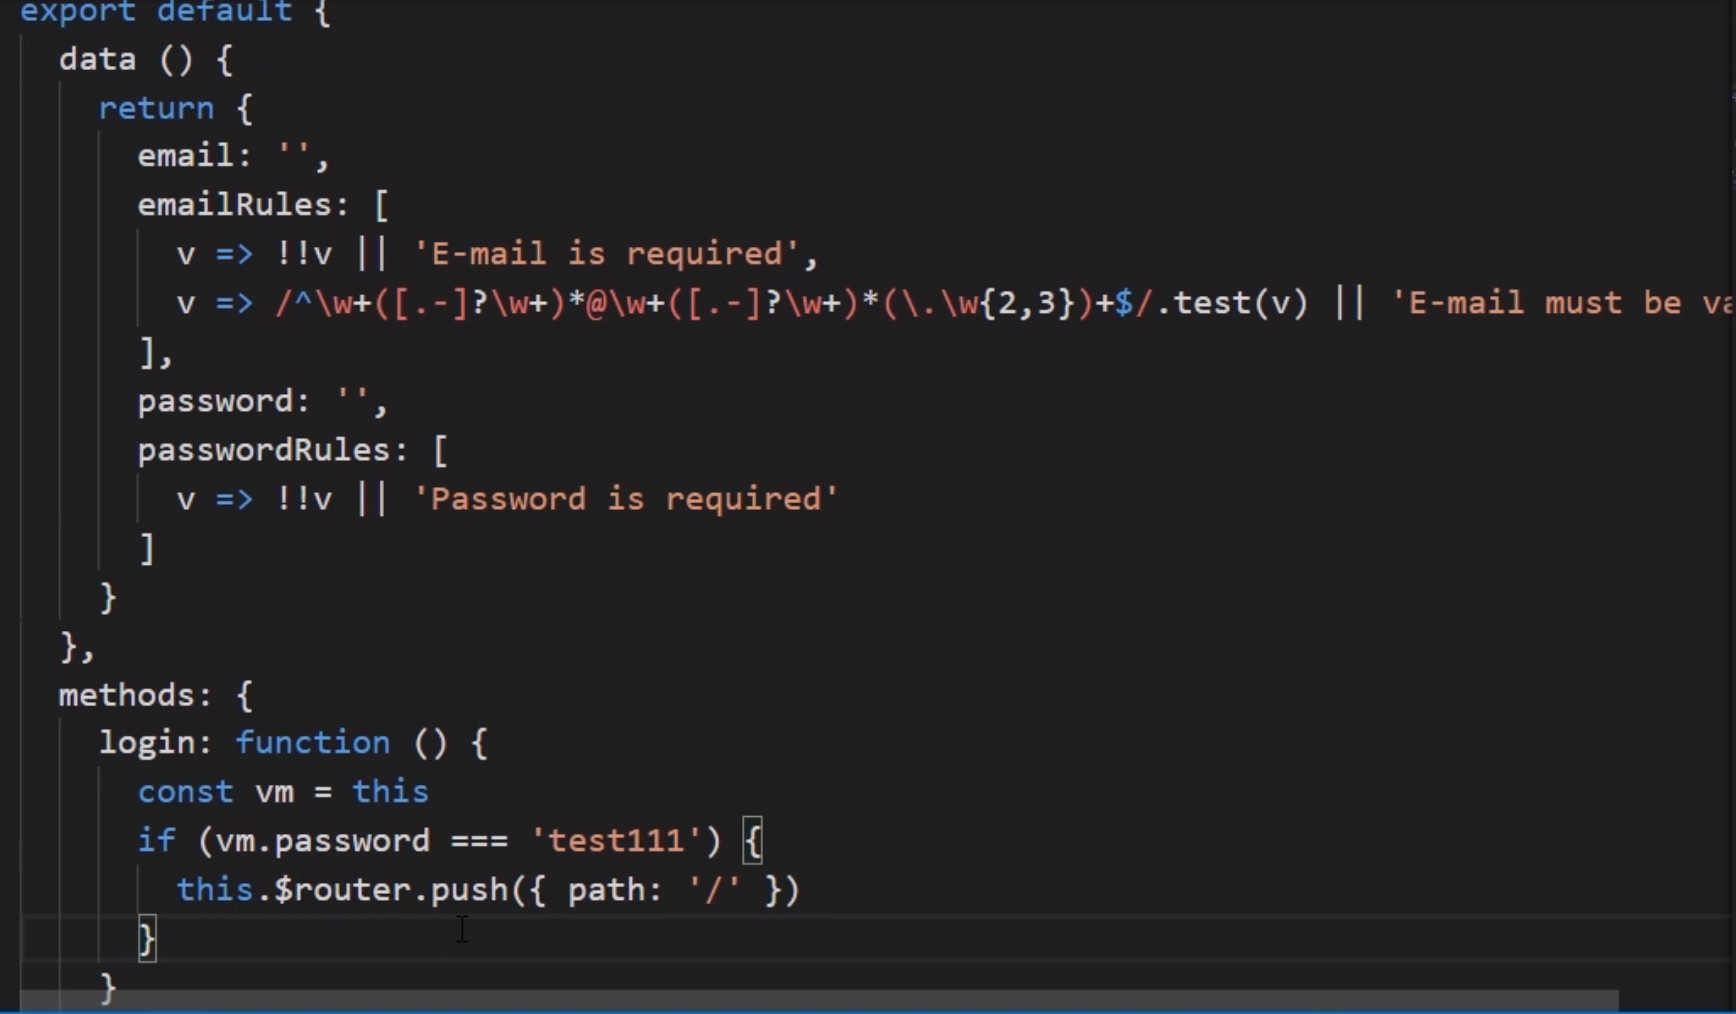 export default {
  data () {
    return {
      email: '',
      emailRules: [
        v => !!v || 'E-mail is required',
        v => /^\w+([.-]?\w+)*@\w+([.-]?\w+)*(\.\w{2,3})+$/.test(v) || 'E-mail must be va
      ],
      password: '',
      passwordRules: [
        v => !!v || 'Password is required'
      ]
    }
  },
  methods: {
    login: function () {
      const vm = this
      if (vm.password === 'test111') {
        this.$router.push({ path: '/' })
      }
    }